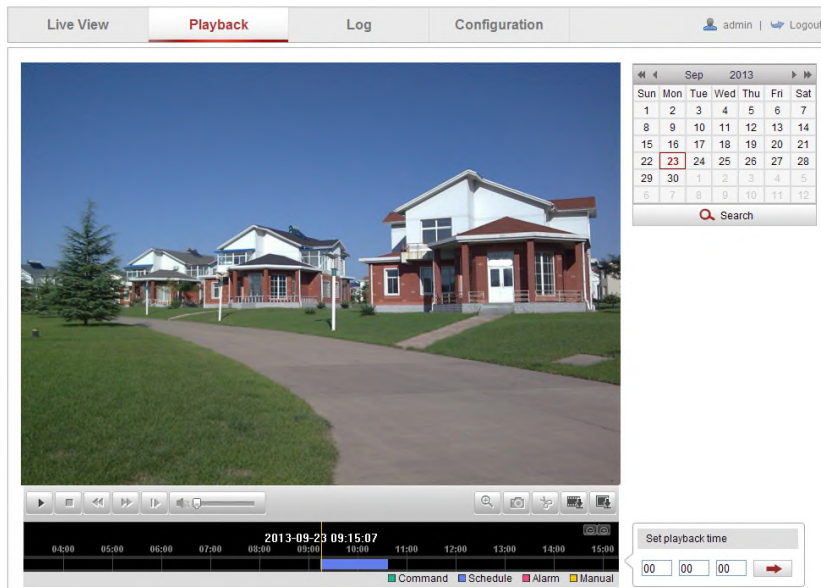 Live View Playback Log Configuration admin | Logout
Sep 2013
Sun Mon Tue Wed Thu Fri Sat
1 2 3 4 5 6 7
8 9 10 11 12 13 14
15 16 17 18 19 20 21
22 23 24 25 26 27 28
29 30 1 2 3 4 5
6 7 8 9 10 11 12
Search
2013-09-23 09:15:07
04:00 05:00 06:00 07:00 08:00 09:00 10:00 11:00 12:00 13:00 14:00 15:00
Command Schedule Alarm Manual
Set playback time
00 00 00